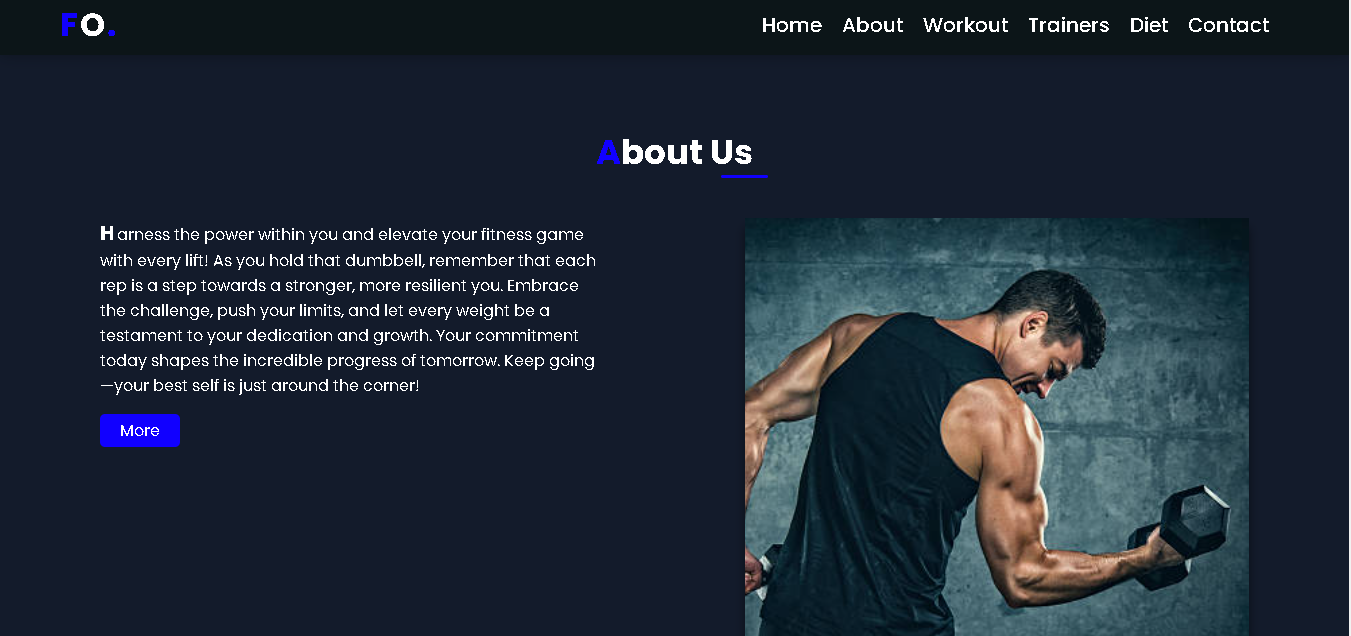 FO.
Home About Workout Trainers Diet Contact
About Us
Harness the power within you and elevate your fitness game
with every lift! As you hold that dumbbell, remember that each
rep is a step towards a stronger, more resilient you. Embrace
the challenge, push your limits, and let every weight be a
testament to your dedication and growth. Your commitment
today shapes the incredible progress of tomorrow. Keep going
—your best self is just around the corner!
More